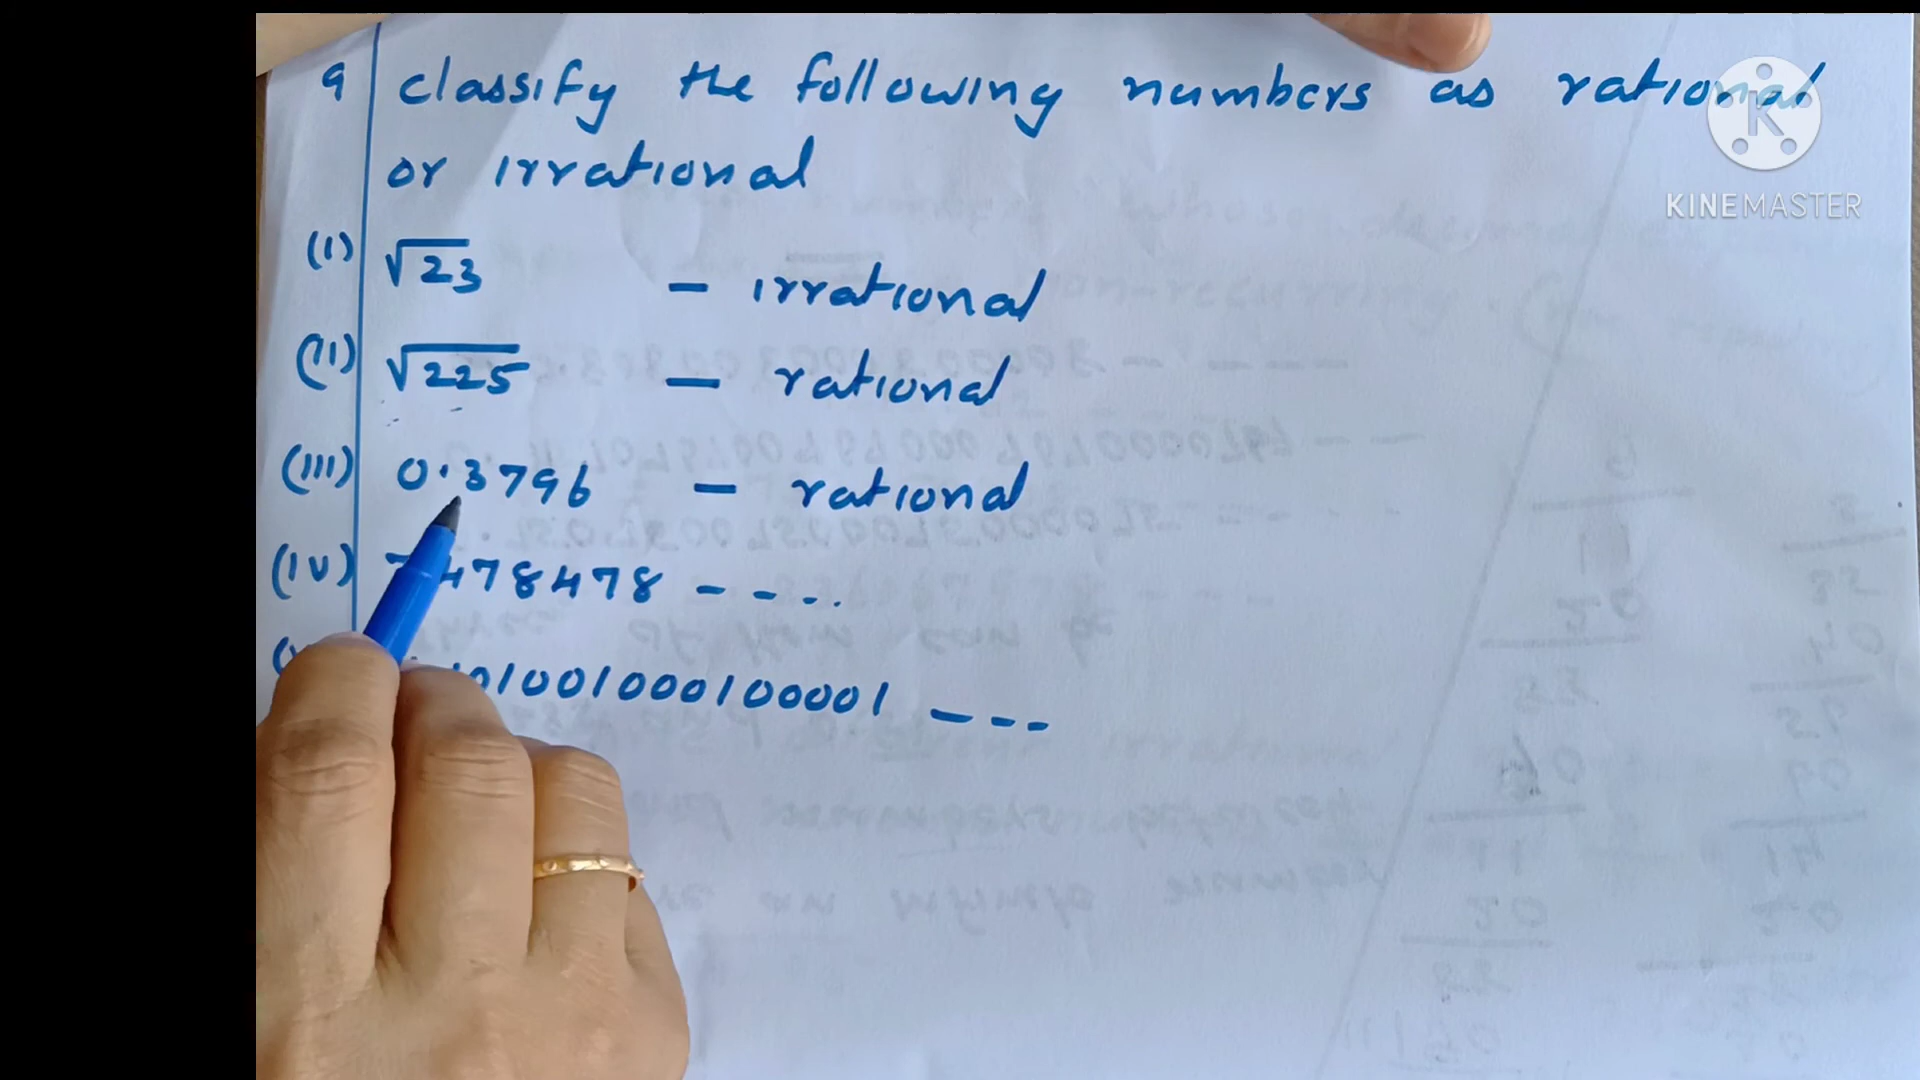 9 classify the following numbers as rational
or irrational
(i) √23 - irrational
(ii) √225 - rational
(iii) 0.3796 - rational
(iv) 478478 - - - .
01001000100001 - - -
KINEMASTER